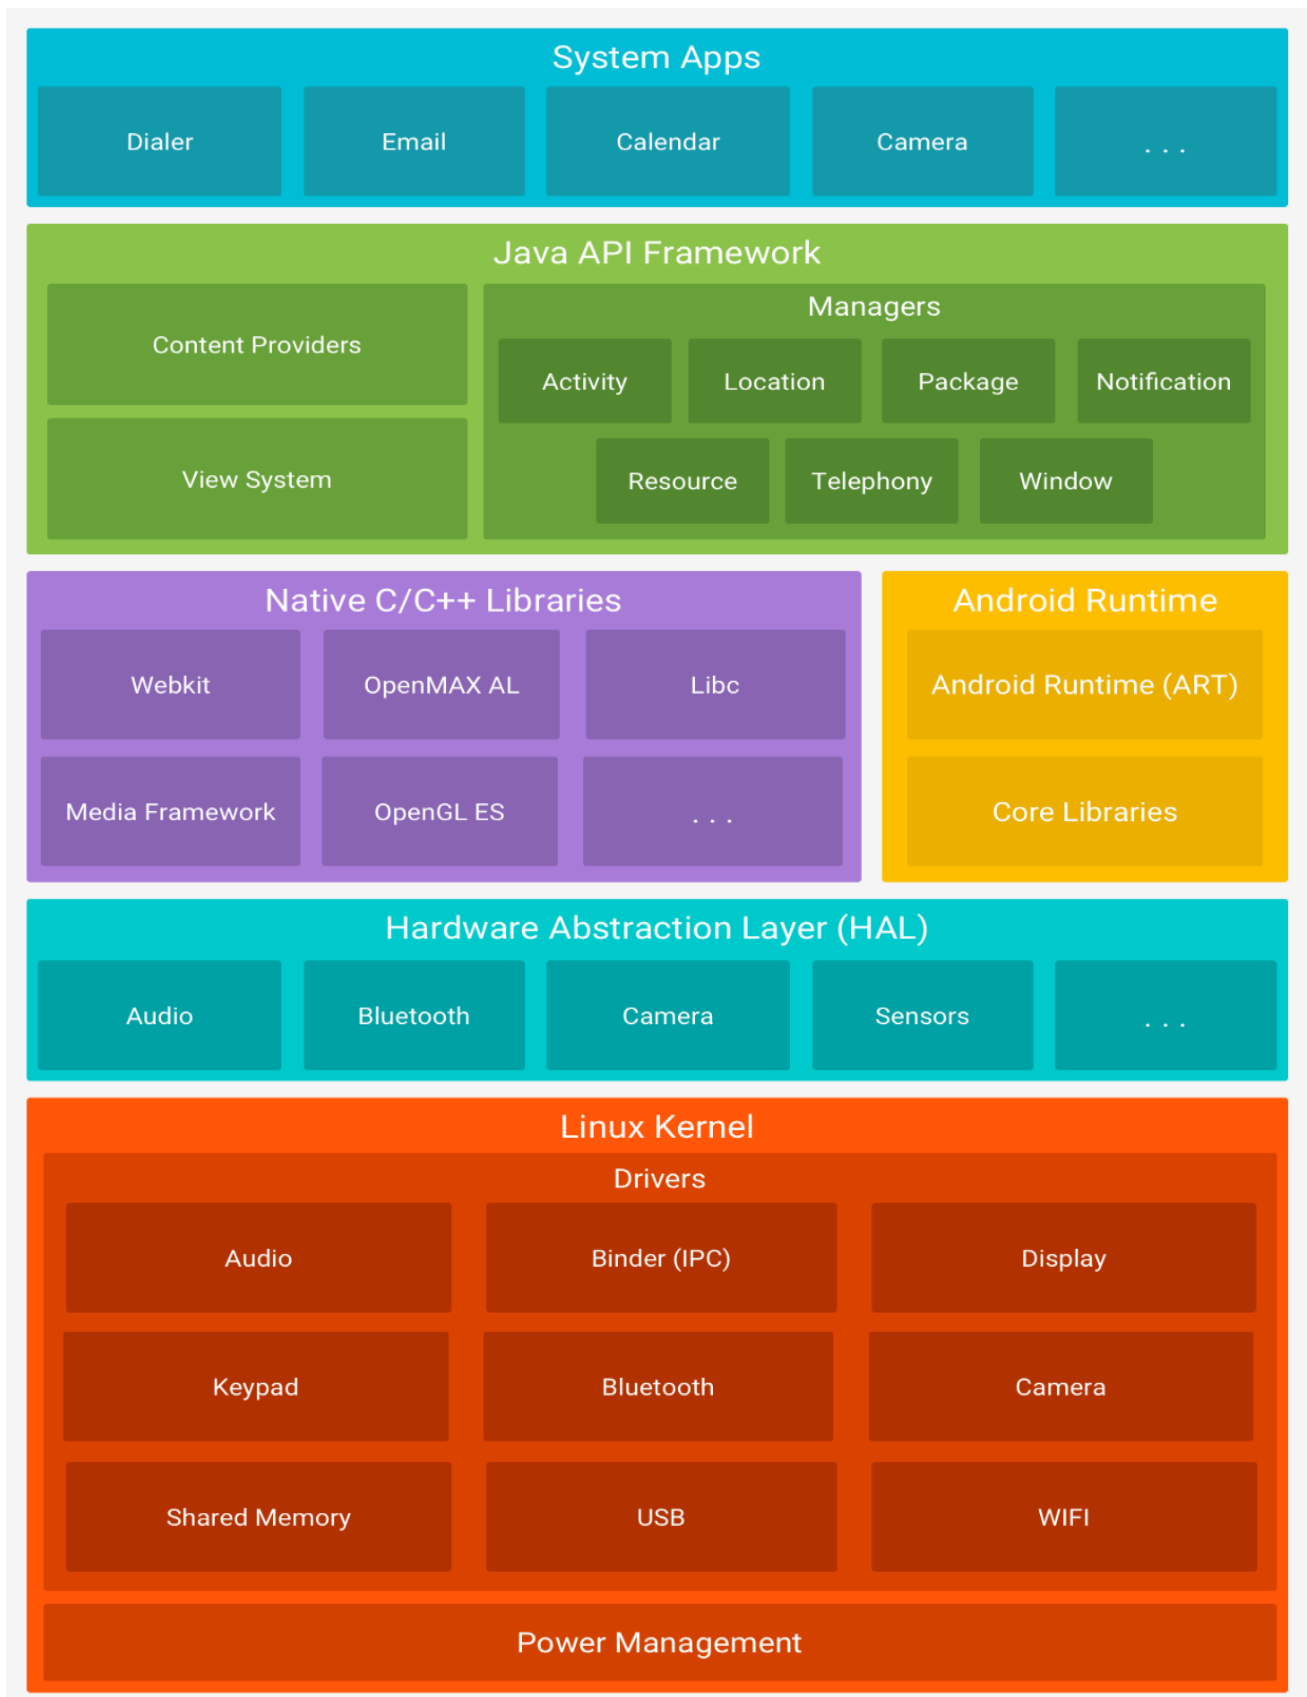 System Apps
Dialer
Email
Calendar
Camera
. . .
Java API Framework
Content Providers
View System
Managers
Activity
Location
Package
Notification
Resource
Telephony
Window
Native C/C++ Libraries
Webkit
OpenMAX AL
Libc
Media Framework
OpenGL ES
. . .
Android Runtime
Android Runtime (ART)
Core Libraries
Hardware Abstraction Layer (HAL)
Audio
Bluetooth
Camera
Sensors
. . .
Linux Kernel
Drivers
Audio
Binder (IPC)
Display
Keypad
Bluetooth
Camera
Shared Memory
USB
WIFI
Power Management